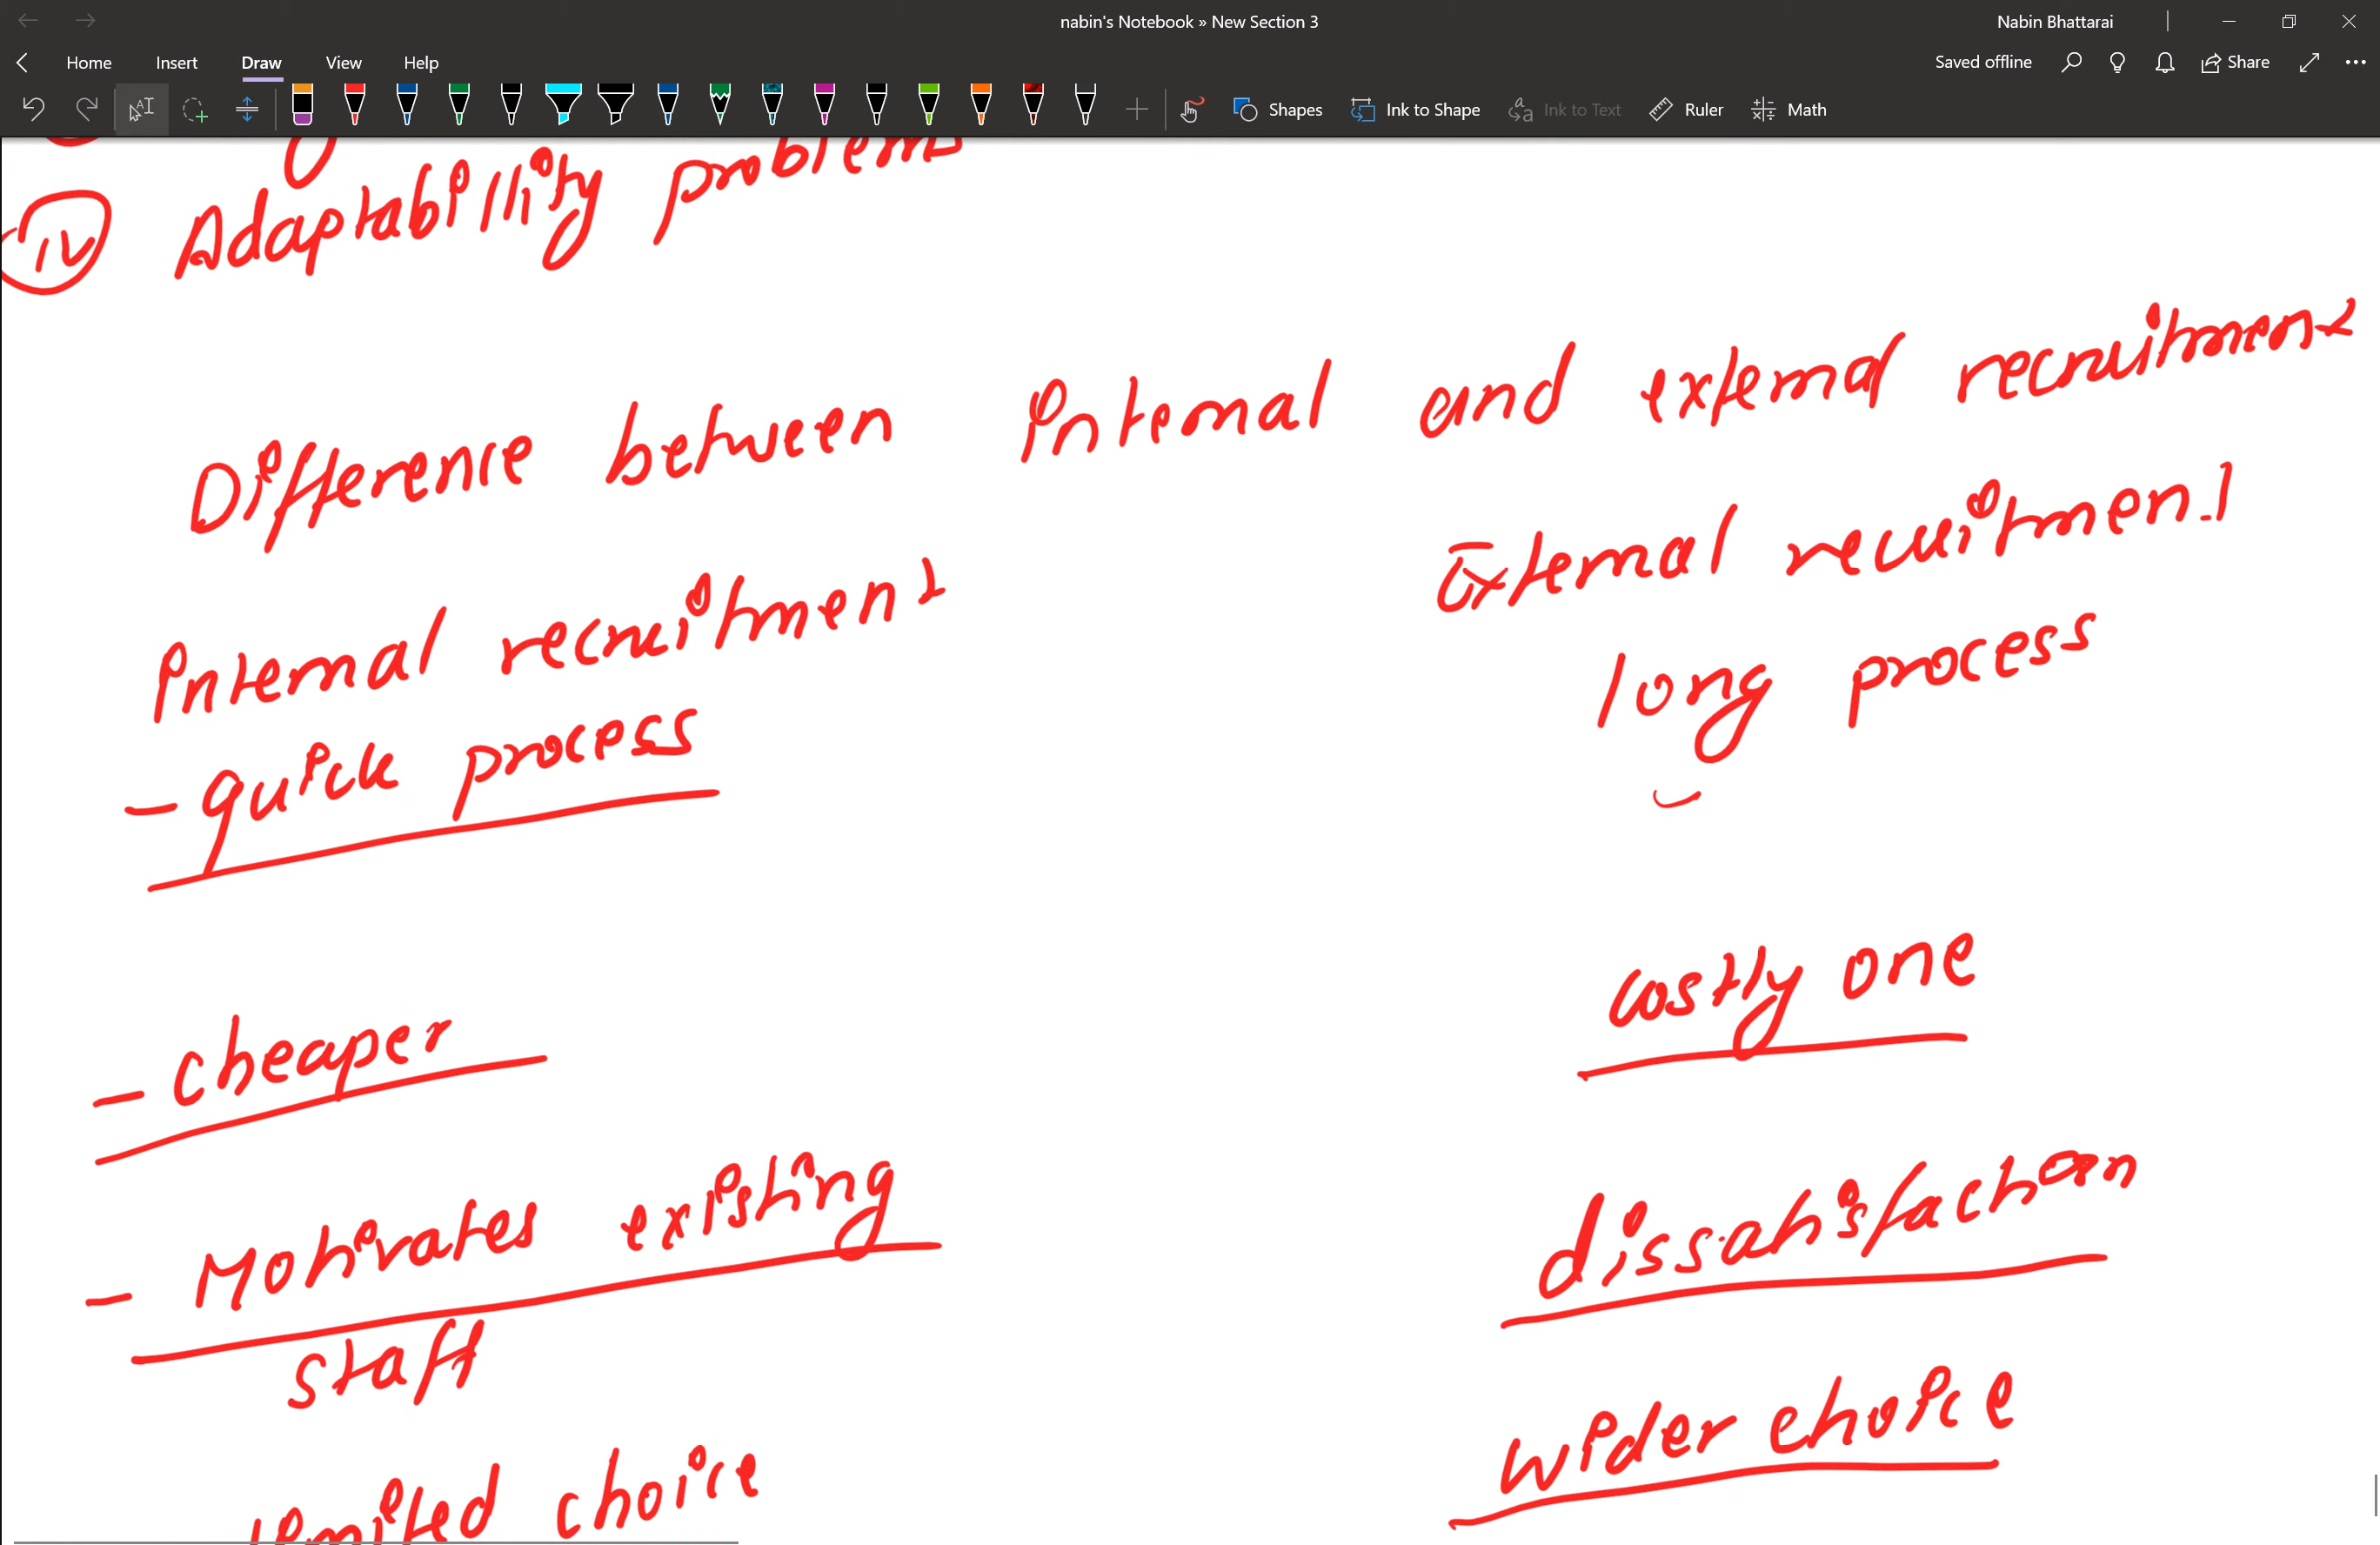 nabin's Notebook » New Section 3
Nabin Bhattarai
Home Insert Draw View Help
Saved offline
Share
Shapes
Ink to Shape
Ink to Text
Ruler
Math
iv Adaptability problems
Difference between Internal and external recruitment
Internal recruitment
External recruitment
- quick process
long process
- cheaper
costly one
- Motivates existing
staff
dissatisfaction
limited choice
wider choice